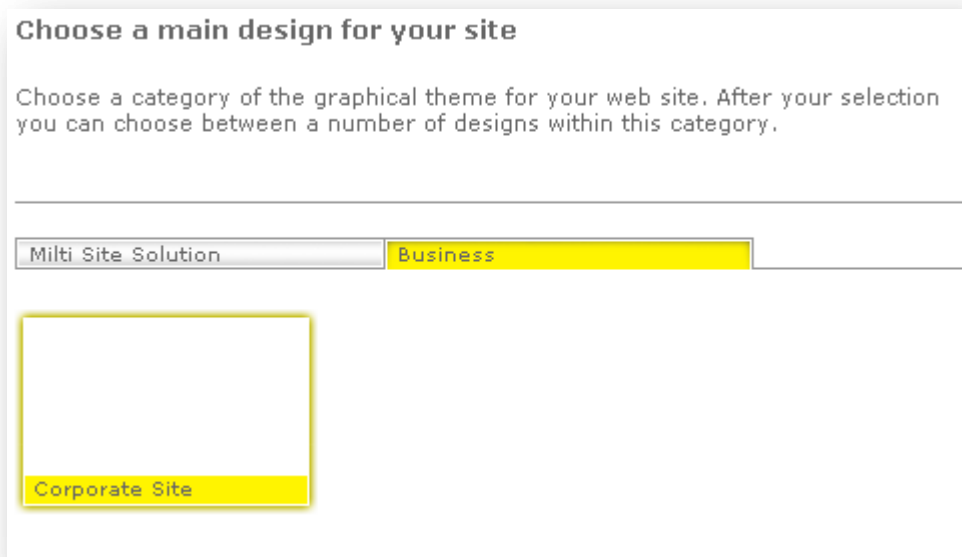 Choose a main design for your site
Choose a category of the graphical theme for your web site. After your selection
you can choose between a number of designs within this category.
Milti Site Solution
Business
Corporate Site